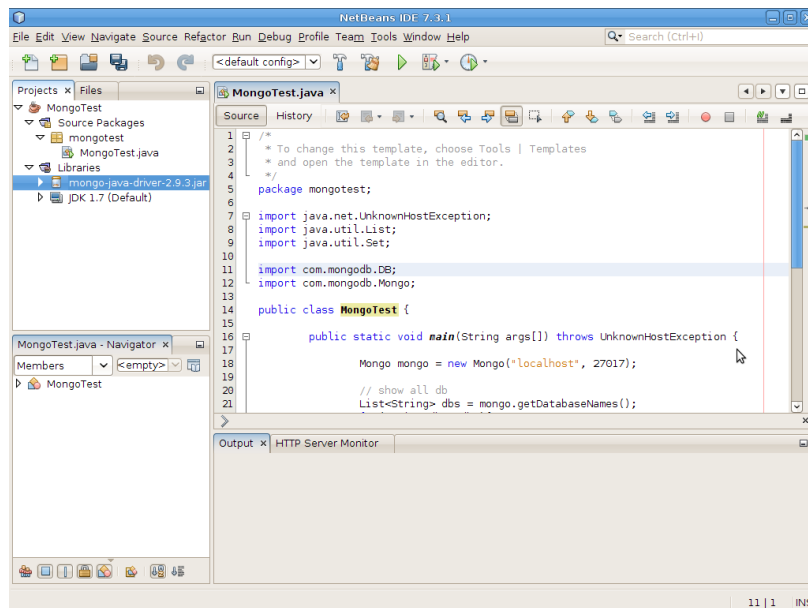 NetBeans IDE 7.3.1
File Edit View Navigate Source Refactor Run Debug Profile Team Tools Window Help
Search (Ctrl+I)
<default config>
Projects × Files
MongoTest
Source Packages
mongotest
MongoTest.java
Libraries
mongo-java-driver-2.9.3.jar
JDK 1.7 (Default)
MongoTest.java - Navigator ×
Members
<empty>
MongoTest
MongoTest.java ×
Source History
1 /*
2 * To change this template, choose Tools | Templates
3 * and open the template in the editor.
4 */
5 package mongotest;
6
7 import java.net.UnknownHostException;
8 import java.util.List;
9 import java.util.Set;
10
11 import com.mongodb.DB;
12 import com.mongodb.Mongo;
13
14 public class MongoTest {
15
16 public static void main(String args[]) throws UnknownHostException {
17
18 Mongo mongo = new Mongo("localhost", 27017);
19
20 // show all db
21 List<String> dbs = mongo.getDatabaseNames();
Output × HTTP Server Monitor
11 | 1 INS